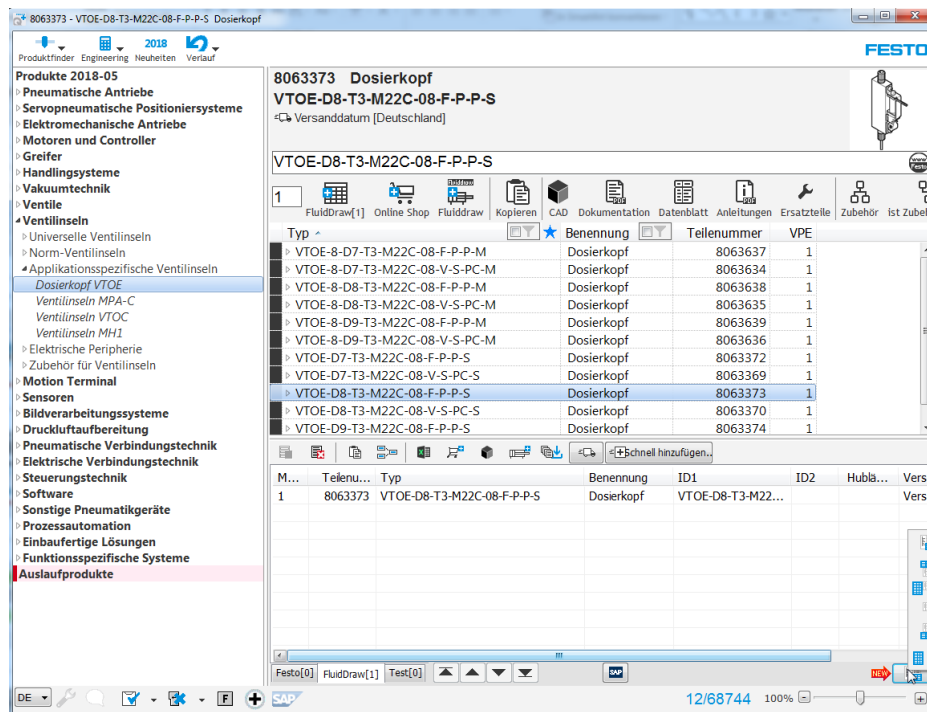 8063373 - VTOE-D8-T3-M22C-08-F-P-P-S Dosierkopf
2018
Produktfinder Engineering Neuheiten Verlauf
FESTO
Produkte 2018-05
Pneumatische Antriebe
Servopneumatische Positioniersysteme
Elektromechanische Antriebe
Motoren und Controller
Greifer
Handlingsysteme
Vakuumtechnik
Ventile
Ventilinseln
Universelle Ventilinseln
Norm-Ventilinseln
Applikationsspezifische Ventilinseln
Dosierkopf VTOE
Ventilinseln MPA-C
Ventilinseln VTOC
Ventilinseln MH1
Elektrische Peripherie
Zubehör für Ventilinseln
Motion Terminal
Sensoren
Bildverarbeitungssysteme
Druckluftaufbereitung
Pneumatische Verbindungstechnik
Elektrische Verbindungstechnik
Steuerungstechnik
Software
Sonstige Pneumatikgeräte
Prozessautomation
Einbaufertige Lösungen
Funktionsspezifische Systeme
Auslaufprodukte
8063373 Dosierkopf
VTOE-D8-T3-M22C-08-F-P-P-S
Versanddatum [Deutschland]
VTOE-D8-T3-M22C-08-F-P-P-S
1
FluidDraw[1] Online Shop Fluiddraw Kopieren CAD Dokumentation Datenblatt Anleitungen Ersatzteile Zubehör Ist Zubeh
Typ Benennung Teilenummer VPE
VTOE-8-D7-T3-M22C-08-F-P-P-M Dosierkopf 8063637 1
VTOE-8-D7-T3-M22C-08-V-S-PC-M Dosierkopf 8063634 1
VTOE-8-D8-T3-M22C-08-F-P-P-M Dosierkopf 8063638 1
VTOE-8-D8-T3-M22C-08-V-S-PC-M Dosierkopf 8063635 1
VTOE-8-D9-T3-M22C-08-F-P-P-M Dosierkopf 8063639 1
VTOE-8-D9-T3-M22C-08-V-S-PC-M Dosierkopf 8063636 1
VTOE-D7-T3-M22C-08-F-P-P-S Dosierkopf 8063372 1
VTOE-D7-T3-M22C-08-V-S-PC-S Dosierkopf 8063369 1
VTOE-D8-T3-M22C-08-F-P-P-S Dosierkopf 8063373 1
VTOE-D8-T3-M22C-08-V-S-PC-S Dosierkopf 8063370 1
VTOE-D9-T3-M22C-08-F-P-P-S Dosierkopf 8063374 1
Schnell hinzufügen..
M... Teilenu... Typ Benennung ID1 ID2 Hublä... Vers
1 8063373 VTOE-D8-T3-M22C-08-F-P-P-S Dosierkopf VTOE-D8-T3-M22... Vers
Festo[0] FluidDraw[1] Test[0] SAP NEW
DE F SAP 12/68744 100%